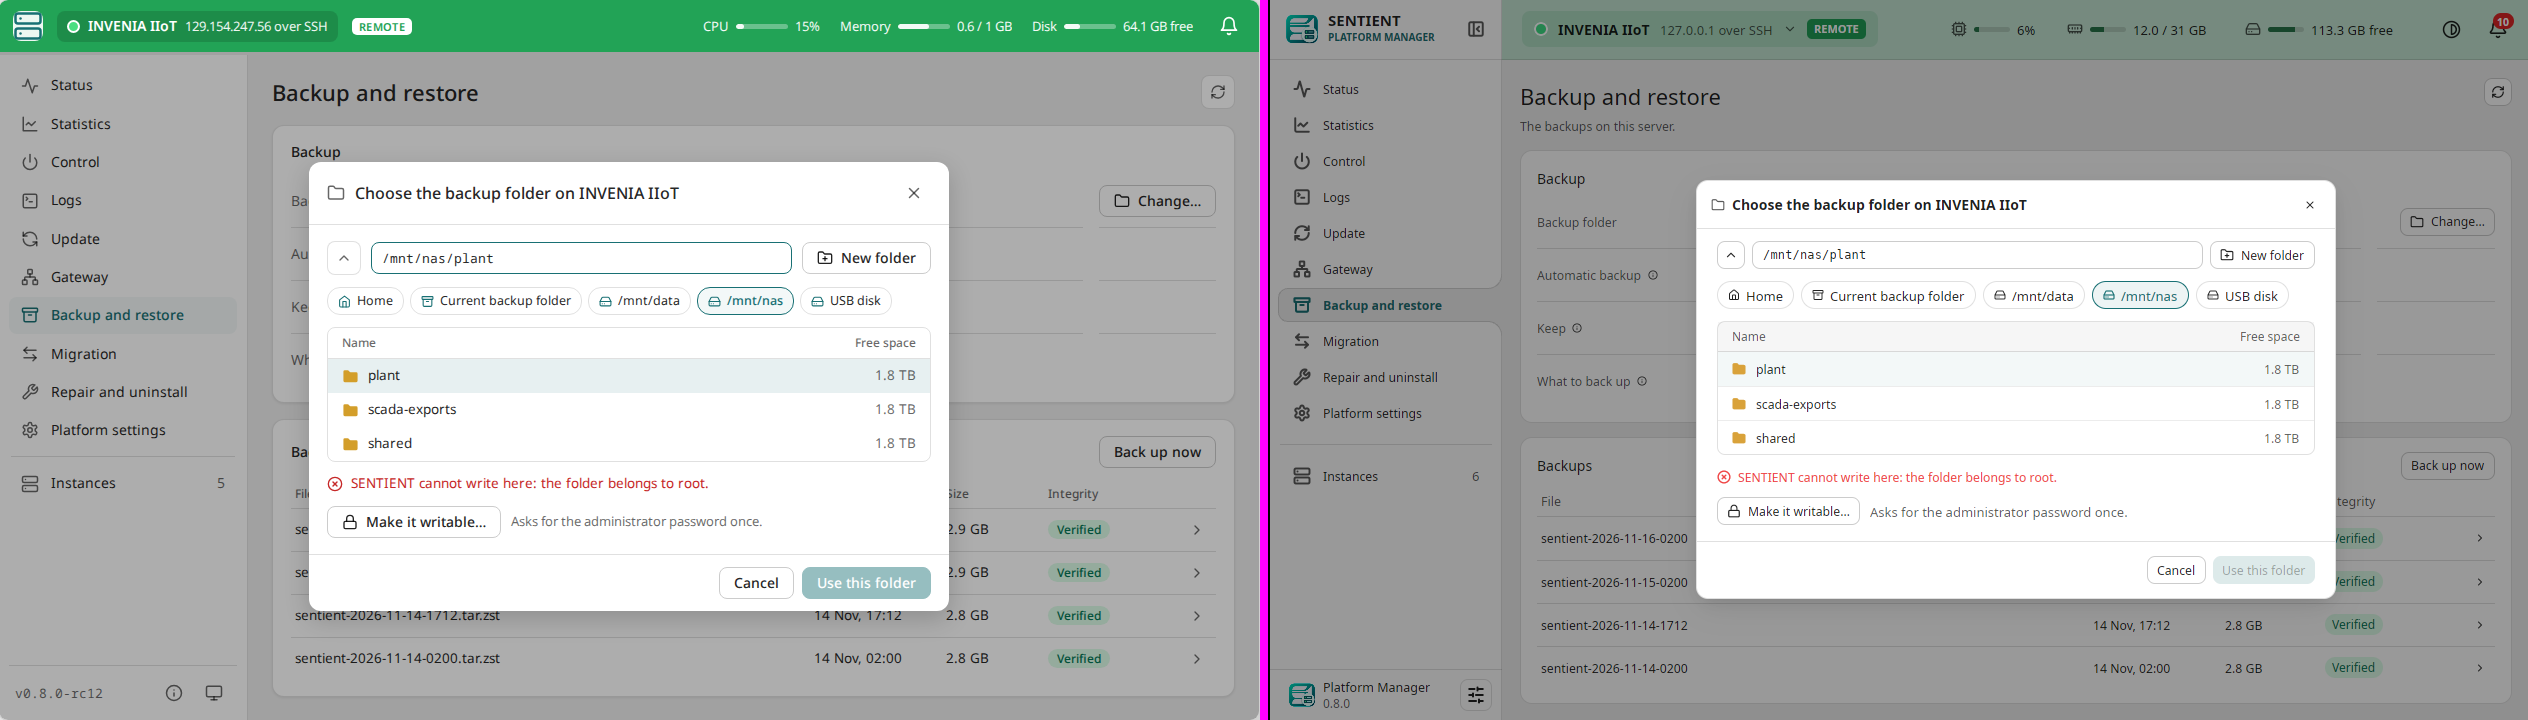 INVENIA IIoT 129.154.247.56 over SSH REMOTE CPU 15% Memory 0.6 / 1 GB Disk 64.1 GB free
Status
Statistics
Control
Logs
Update
Gateway
Backup and restore
Migration
Repair and uninstall
Platform settings
Instances 5
v0.8.0-rc12
Backup and restore
Backup
Change...
Choose the backup folder on INVENIA IIoT
/mnt/nas/plant New folder
Home Current backup folder /mnt/data /mnt/nas USB disk
Name Free space
plant 1.8 TB
scada-exports 1.8 TB
shared 1.8 TB
SENTIENT cannot write here: the folder belongs to root.
Make it writable... Asks for the administrator password once.
Cancel Use this folder
Back up now
Size Integrity
2.9 GB Verified
2.9 GB Verified
sentient-2026-11-14-1712.tar.zst 14 Nov, 17:12 2.8 GB Verified
sentient-2026-11-14-0200.tar.zst 14 Nov, 02:00 2.8 GB Verified
SENTIENT
PLATFORM MANAGER
INVENIA IIoT 127.0.0.1 over SSH REMOTE 6% 12.0 / 31 GB 113.3 GB free 10
Status
Statistics
Control
Logs
Update
Gateway
Backup and restore
Migration
Repair and uninstall
Platform settings
Instances 6
Platform Manager
0.8.0
Backup and restore
The backups on this server.
Backup
Backup folder Change...
Automatic backup
Keep
What to back up
Choose the backup folder on INVENIA IIoT
/mnt/nas/plant New folder
Home Current backup folder /mnt/data /mnt/nas USB disk
Name Free space
plant 1.8 TB
scada-exports 1.8 TB
shared 1.8 TB
SENTIENT cannot write here: the folder belongs to root.
Make it writable... Asks for the administrator password once.
Cancel Use this folder
Backups Back up now
File
sentient-2026-11-16-0200 Verified
sentient-2026-11-15-0200 Verified
sentient-2026-11-14-1712 14 Nov, 17:12 2.8 GB Verified
sentient-2026-11-14-0200 14 Nov, 02:00 2.8 GB Verified